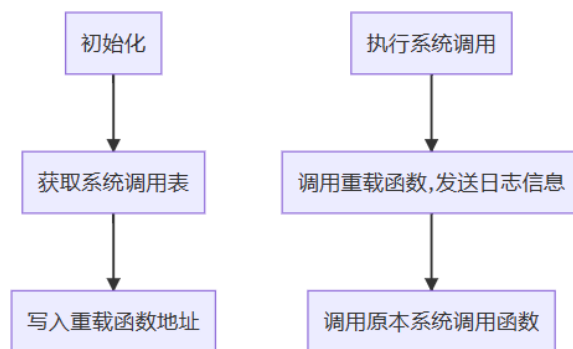 初始化
获取系统调用表
写入重载函数地址
执行系统调用
调用重载函数,发送日志信息
调用原本系统调用函数